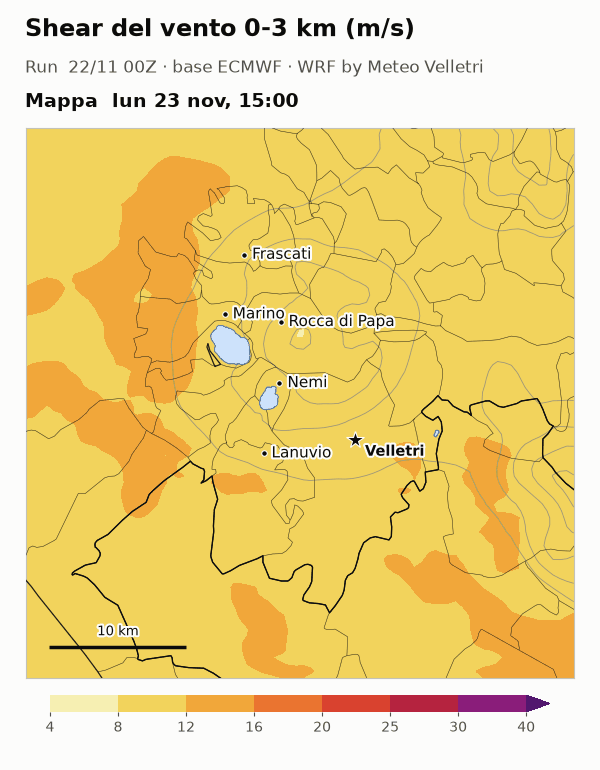 Shear del vento 0-3 km (m/s)
Run  22/11 00Z · base ECMWF · WRF by Meteo Velletri
Mappa  lun 23 nov, 15:00
Frascati
Marino
Rocca di Papa
Nemi
Velletri
Lanuvio
10 km
4 8 12 16 20 25 30 40